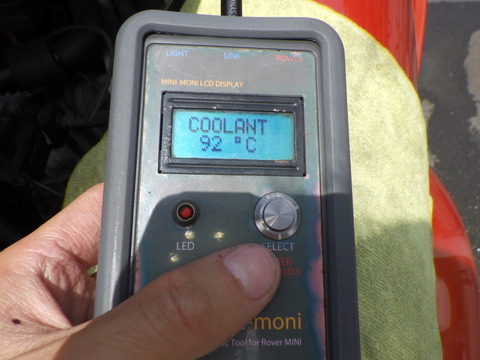 LIGHT LINK POWER
MINI MONI LCD DISPLAY
COOLANT
92 °C
LED
SELECT
-moni
Tool for Rover MINI